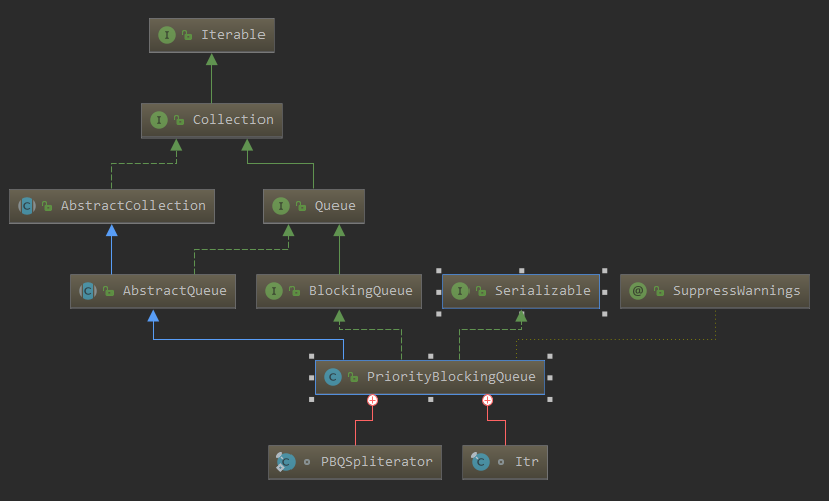 Iterable
Collection
AbstractCollection
Queue
AbstractQueue
BlockingQueue
Serializable
SuppressWarnings
PriorityBlockingQueue
PBQSpliterator
Itr